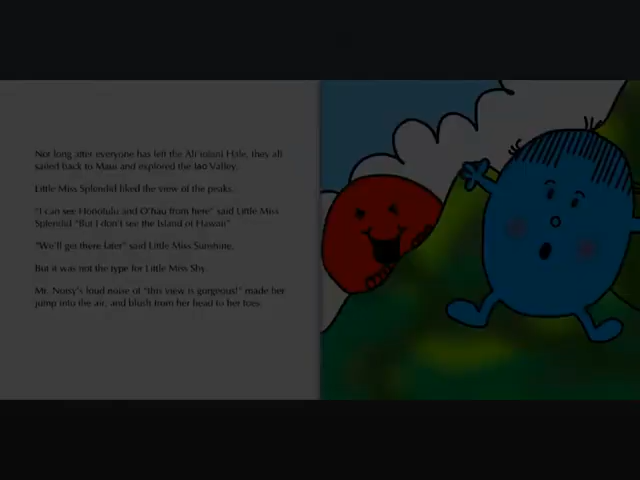 Not long after everyone has left the Ali'iolani Hale, they all
sailed back to Maui and explored the Iao Valley.
Little Miss Splendid liked the view of the peaks.
"I can see Honolulu and O'hau from here" said Little Miss
Splendid "But I don't see the Island of Hawaii"
"We'll get there later" said Little Miss Sunshine.
But it was not the type for Little Miss Shy.
Mr. Noisy's loud noise of "this view is gorgeous!" made her
jump into the air, and blush from her head to her toes.